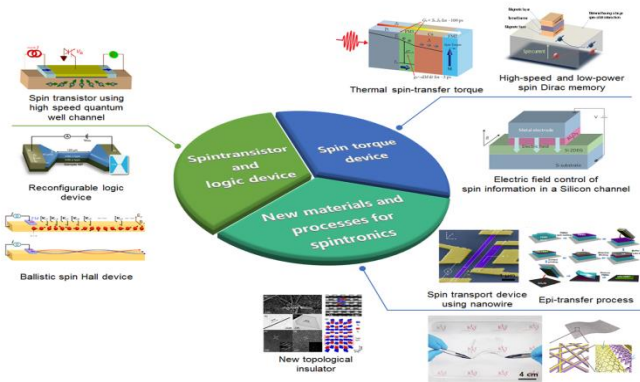 Spin transistor using
high speed quantum
well channel
Reconfigurable logic
device
Ballistic spin Hall device
Thermal spin-transfer torque
High-speed and low-power
spin Dirac memory
Electric field control of
spin information in a Silicon channel
Spintransistor
and
logic device
Spin torque
device
New materials and
processes for
spintronics
Spin transport device
using nanowire
Epi-transfer process
New topological
insulator
4 cm